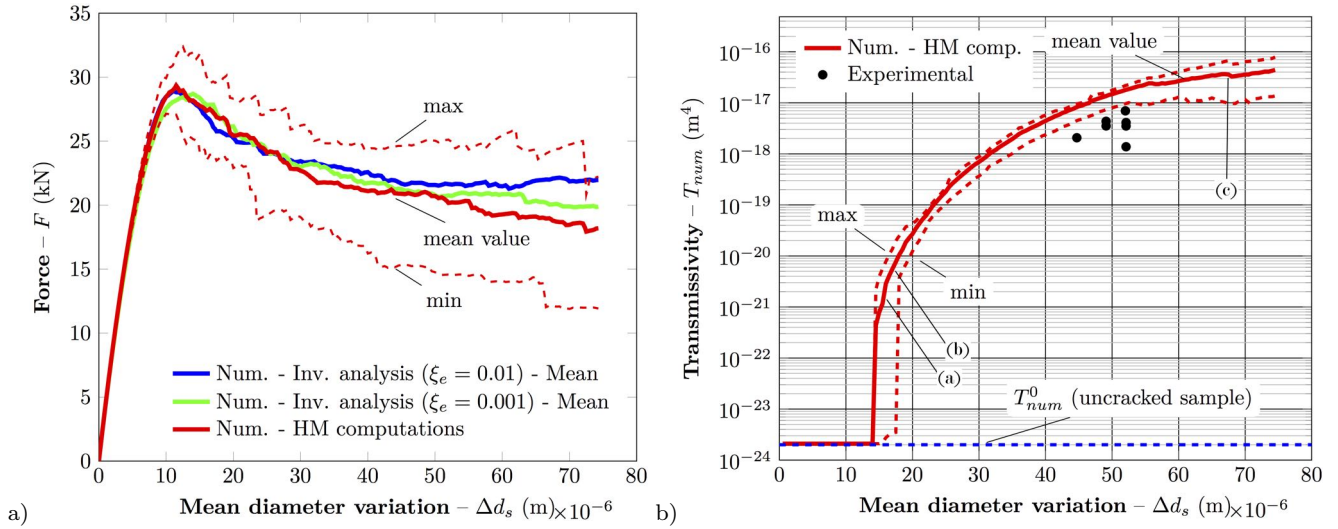 35
30
25
20
15
10
5
0
Force – F (kN)
max
mean value
min
Num. - Inv. analysis (ξe = 0.01) - Mean
Num. - Inv. analysis (ξe = 0.001) - Mean
Num. - HM computations
0 10 20 30 40 50 60 70 80
Mean diameter variation – Δds (m) ×10⁻⁶
a)
10⁻¹⁶
10⁻¹⁷
10⁻¹⁸
10⁻¹⁹
10⁻²⁰
10⁻²¹
10⁻²²
10⁻²³
10⁻²⁴
Transmissivity – Tnum (m⁴)
Num. - HM comp.
Experimental
mean value
(c)
max
min
(b)
(a)
T⁰num (uncracked sample)
0 10 20 30 40 50 60 70 80
Mean diameter variation – Δds (m) ×10⁻⁶
b)